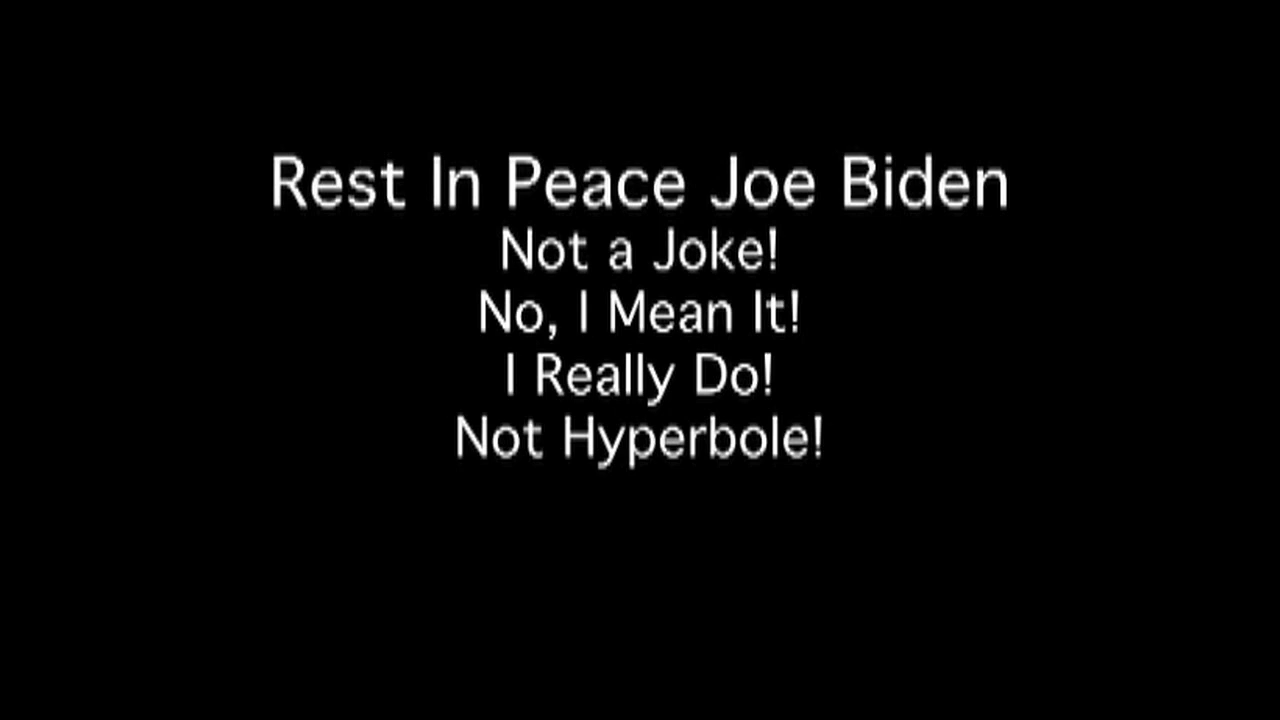 Rest In Peace Joe Biden
Not a Joke!
No, I Mean It!
I Really Do!
Not Hyperbole!